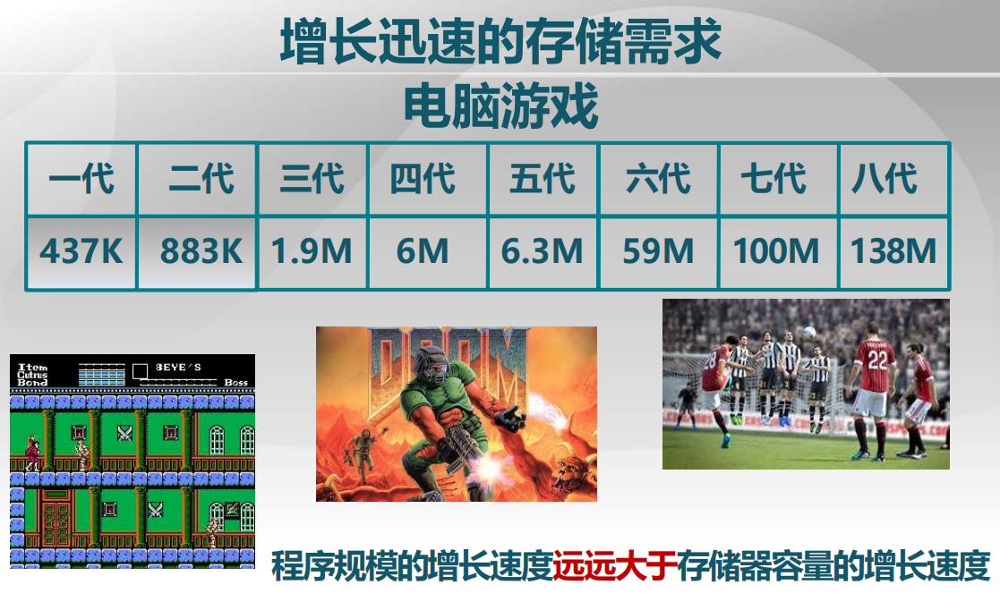 增长迅速的存储需求
电脑游戏
一代 二代 三代 四代 五代 六代 七代 八代
437K 883K 1.9M 6M 6.3M 59M 100M 138M
Item
3EYE'S
Cutrus
Bond
Boss
DOOM
28
22
程序规模的增长速度远远大于存储器容量的增长速度